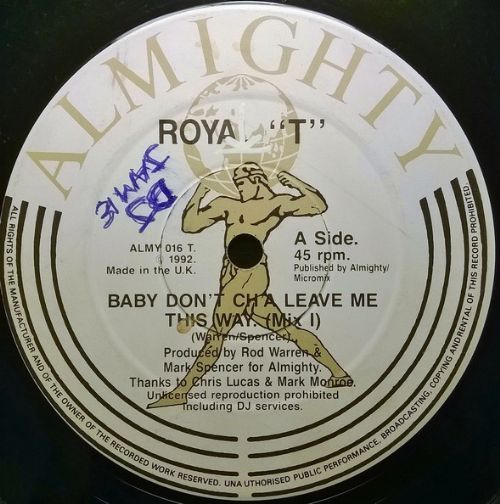 ALMIGHTY
ROYAL "T"
DJ
JAMIE
ALMY 016 T.
℗ 1992.
Made in the U.K.
A Side.
45 rpm.
Published by Almighty/
Micromix
BABY DON'T CH'A LEAVE ME
THIS WAY. (Mix I)
(Warren/Spencer).
Produced by Rod Warren &
Mark Spencer for Almighty.
Thanks to Chris Lucas & Mark Monroe.
Unlicensed reproduction prohibited
including DJ services.
ALL RIGHTS OF THE MANUFACTURER AND OF THE OWNER OF THE RECORDED WORK RESERVED. UNAUTHORISED PUBLIC PERFORMANCE, BROADCASTING, COPYING AND RENTAL OF THIS RECORD PROHIBITED.